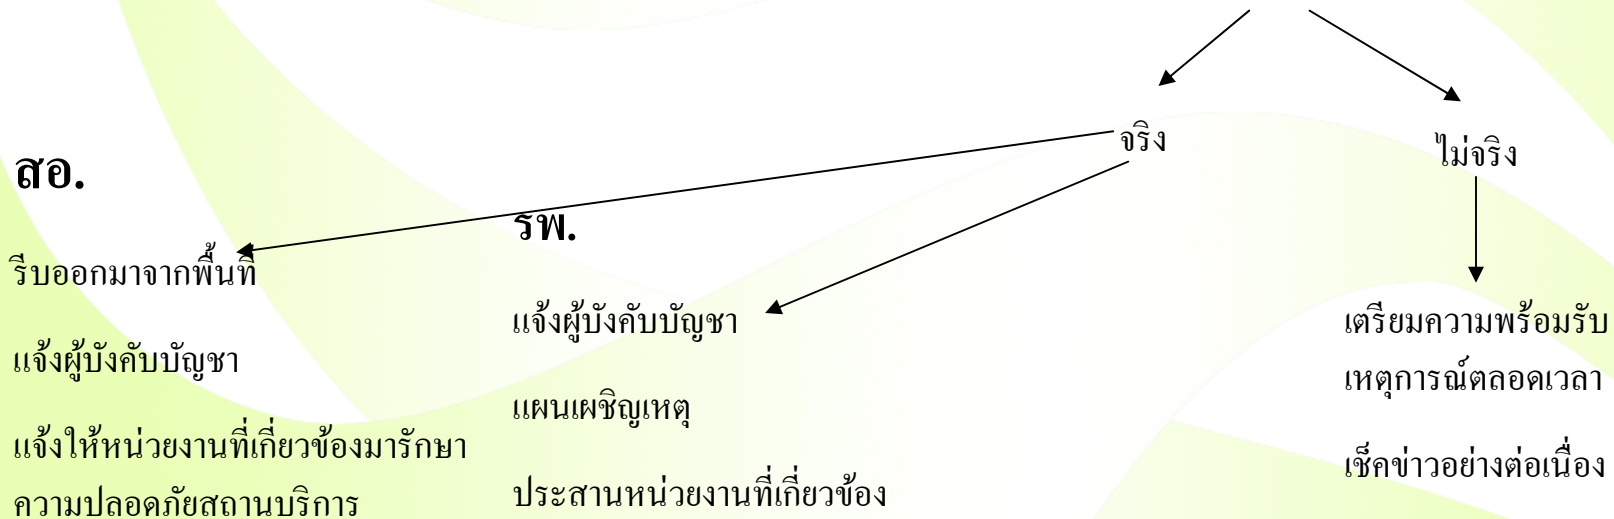 จริง
ไม่จริง
สอ.
รีบออกมาจากพื้นที่
แจ้งผู้บังคับบัญชา
แจ้งให้หน่วยงานที่เกี่ยวข้องมารักษา
ความปลอดภัยสถานบริการ
รพ.
แจ้งผู้บังคับบัญชา
แผนเผชิญเหตุ
ประสานหน่วยงานที่เกี่ยวข้อง
เตรียมความพร้อมรับ
เหตุการณ์ตลอดเวลา
เช็คข่าวอย่างต่อเนื่อง